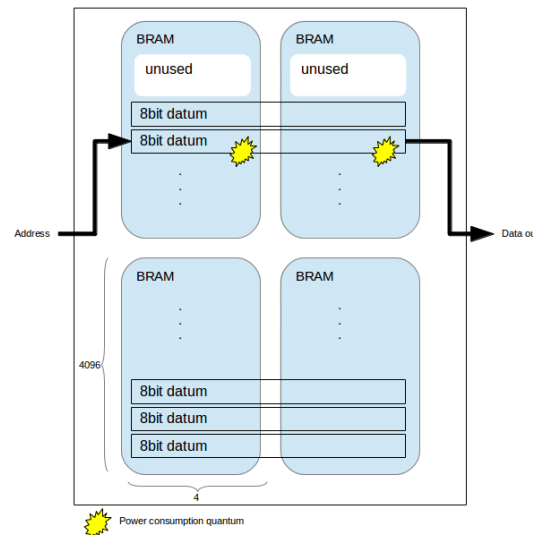 BRAM
BRAM
unused
unused
8bit datum
8bit datum
.
.
.
.
.
.
Address
Data ou
BRAM
BRAM
.
.
.
.
.
.
4096
8bit datum
8bit datum
8bit datum
4
Power consumption quantum